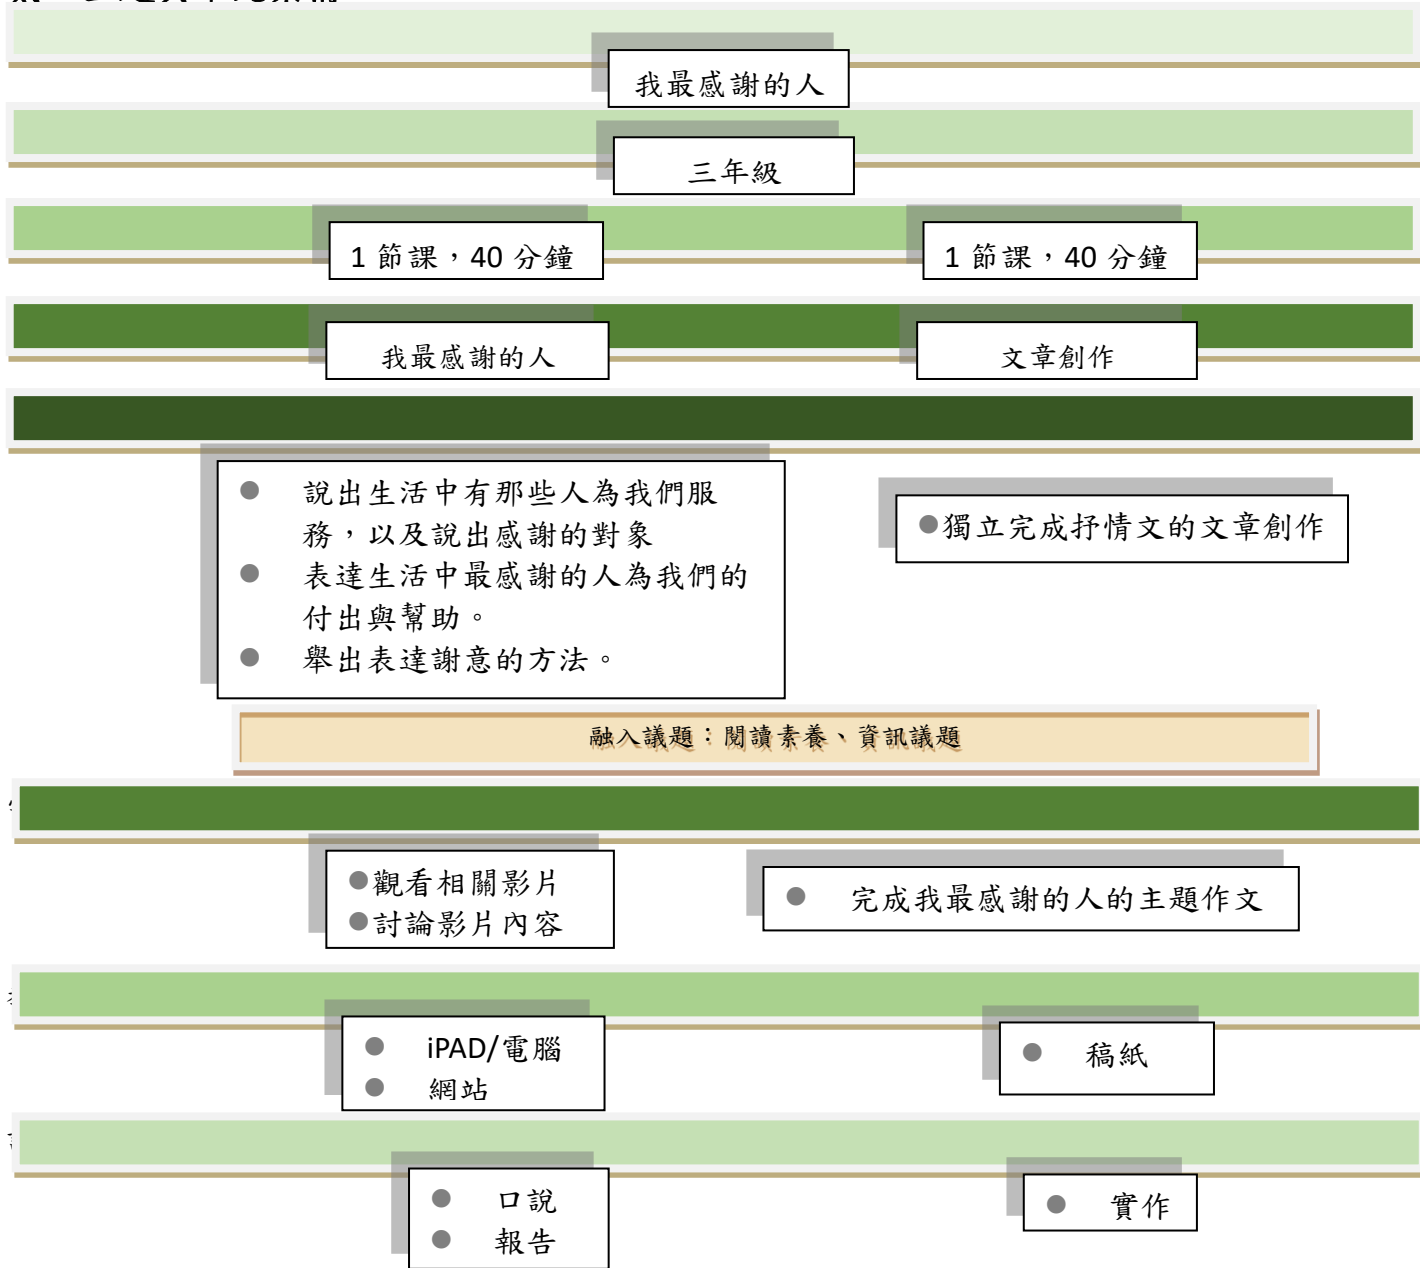 我最感謝的人
三年級
1 節課，40 分鐘
1 節課，40 分鐘
我最感謝的人
文章創作
● 說出生活中有那些人為我們服
務，以及說出感謝的對象
● 表達生活中最感謝的人為我們的
付出與幫助。
● 舉出表達謝意的方法。
●獨立完成抒情文的文章創作
融入議題：閱讀素養、資訊議題
●觀看相關影片
●討論影片內容
● 完成我最感謝的人的主題作文
● iPAD/電腦
● 網站
● 稿紙
● 口說
● 報告
● 實作